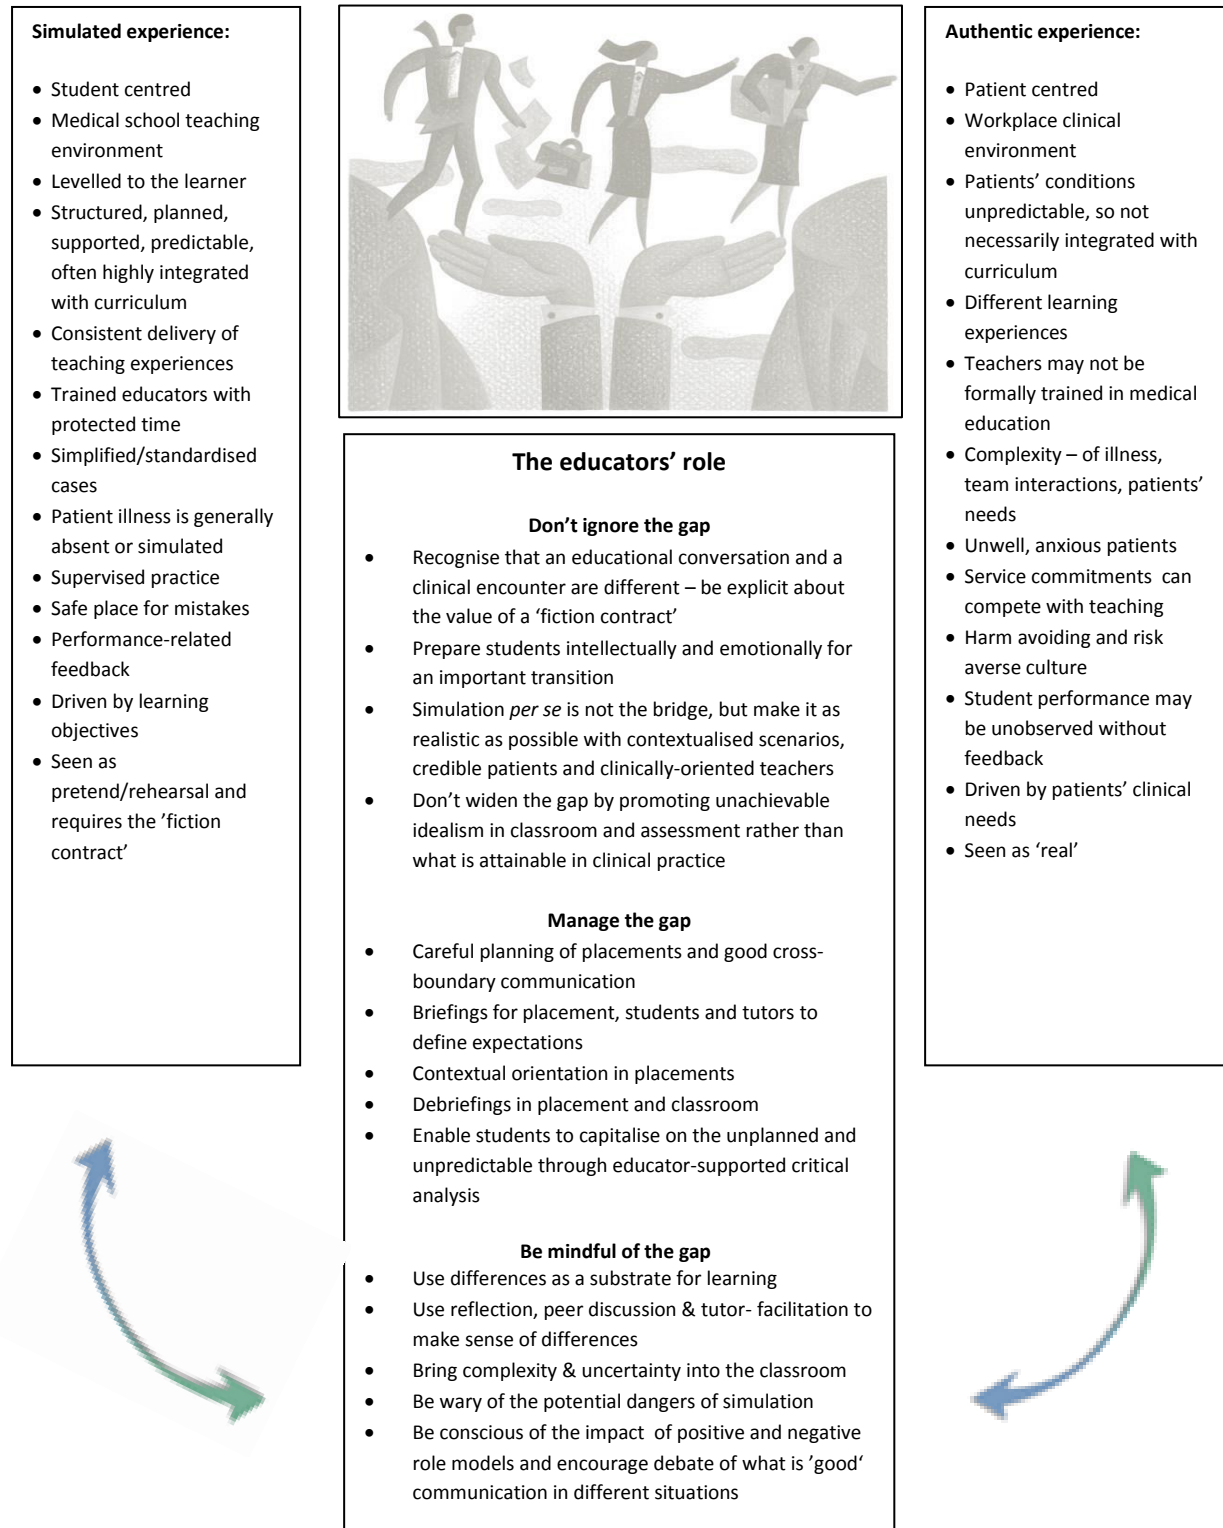 Simulated experience:
• Student centred
• Medical school teaching
environment
• Levelled to the learner
• Structured, planned,
supported, predictable,
often highly integrated
with curriculum
• Consistent delivery of
teaching experiences
• Trained educators with
protected time
• Simplified/standardised
cases
• Patient illness is generally
absent or simulated
• Supervised practice
• Safe place for mistakes
• Performance-related
feedback
• Driven by learning
objectives
• Seen as
pretend/rehearsal and
requires the ’fiction
contract’
The educators’ role
Don’t ignore the gap
• Recognise that an educational conversation and a
clinical encounter are different – be explicit about
the value of a ‘fiction contract’
• Prepare students intellectually and emotionally for
an important transition
• Simulation per se is not the bridge, but make it as
realistic as possible with contextualised scenarios,
credible patients and clinically-oriented teachers
• Don’t widen the gap by promoting unachievable
idealism in classroom and assessment rather than
what is attainable in clinical practice
Manage the gap
• Careful planning of placements and good cross-
boundary communication
• Briefings for placement, students and tutors to
define expectations
• Contextual orientation in placements
• Debriefings in placement and classroom
• Enable students to capitalise on the unplanned and
unpredictable through educator-supported critical
analysis
Be mindful of the gap
• Use differences as a substrate for learning
• Use reflection, peer discussion & tutor- facilitation to
make sense of differences
• Bring complexity & uncertainty into the classroom
• Be wary of the potential dangers of simulation
• Be conscious of the impact of positive and negative
role models and encourage debate of what is ’good‘
communication in different situations
Authentic experience:
• Patient centred
• Workplace clinical
environment
• Patients’ conditions
unpredictable, so not
necessarily integrated with
curriculum
• Different learning
experiences
• Teachers may not be
formally trained in medical
education
• Complexity – of illness,
team interactions, patients’
needs
• Unwell, anxious patients
• Service commitments can
compete with teaching
• Harm avoiding and risk
averse culture
• Student performance may
be unobserved without
feedback
• Driven by patients’ clinical
needs
• Seen as ‘real’